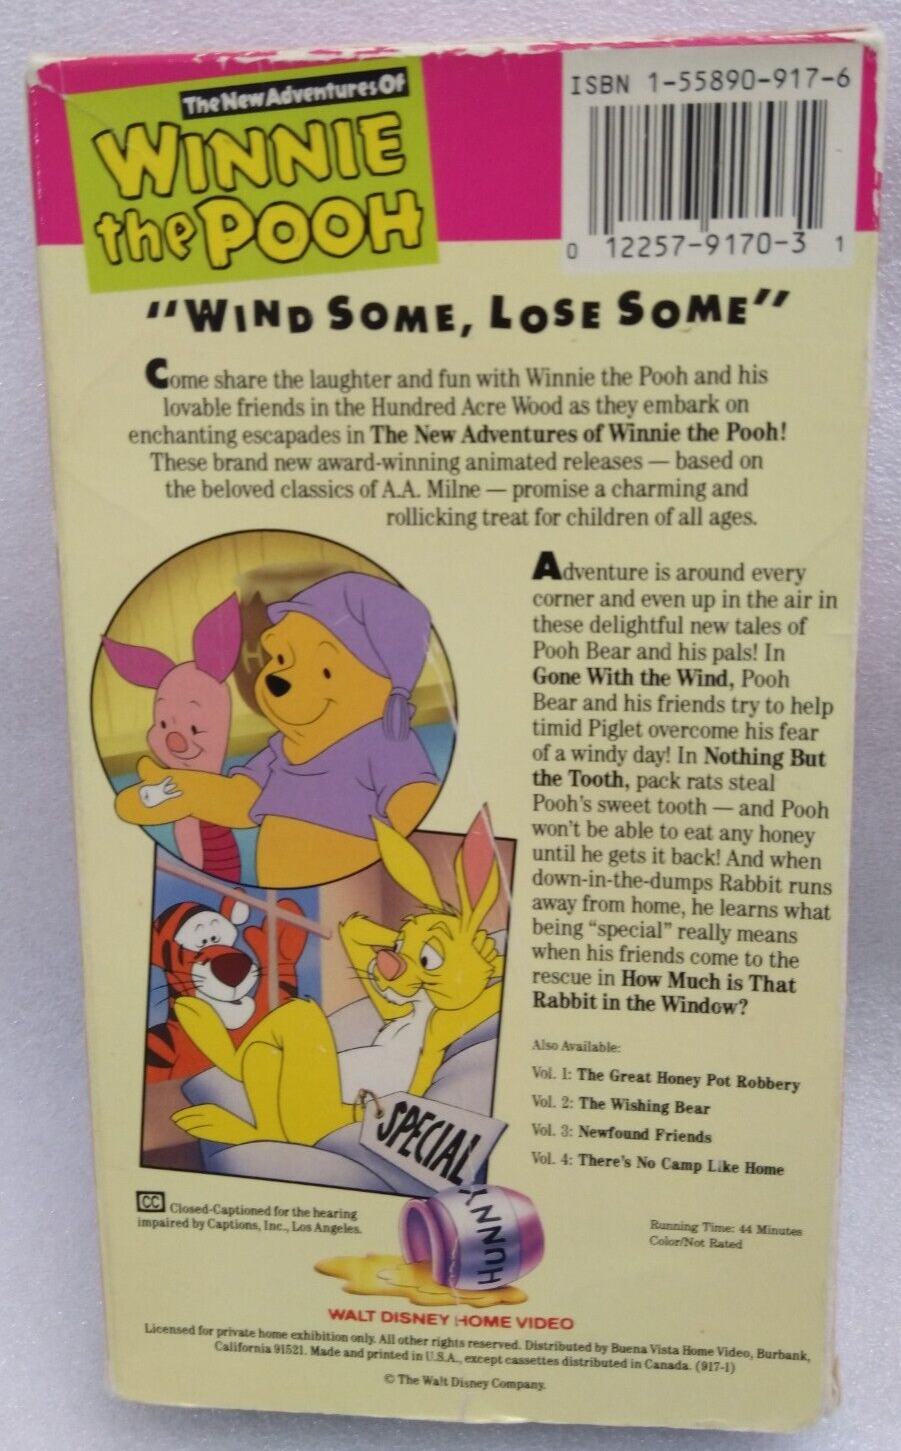 The New Adventures Of
WINNIE
the POOH
ISBN 1-55890-917-6
0 12257-9170-3 1
"WIND SOME, LOSE SOME"
Come share the laughter and fun with Winnie the Pooh and his
lovable friends in the Hundred Acre Wood as they embark on
enchanting escapades in The New Adventures of Winnie the Pooh!
These brand new award-winning animated releases — based on
the beloved classics of A.A. Milne — promise a charming and
rollicking treat for children of all ages.
Adventure is around every
corner and even up in the air in
these delightful new tales of
Pooh Bear and his pals! In
Gone With the Wind, Pooh
Bear and his friends try to help
timid Piglet overcome his fear
of a windy day! In Nothing But
the Tooth, pack rats steal
Pooh's sweet tooth — and Pooh
won't be able to eat any honey
until he gets it back! And when
down-in-the-dumps Rabbit runs
away from home, he learns what
being "special" really means
when his friends come to the
rescue in How Much is That
Rabbit in the Window?
Also Available:
Vol. 1: The Great Honey Pot Robbery
Vol. 2: The Wishing Bear
Vol. 3: Newfound Friends
Vol. 4: There's No Camp Like Home
SPECIAL
HUNNY
CC Closed-Captioned for the hearing
impaired by Captions, Inc., Los Angeles.
Running Time: 44 Minutes
Color/Not Rated
WALT DISNEY HOME VIDEO
Licensed for private home exhibition only. All other rights reserved. Distributed by Buena Vista Home Video, Burbank,
California 91521. Made and printed in U.S.A., except cassettes distributed in Canada. (917-1)
© The Walt Disney Company.